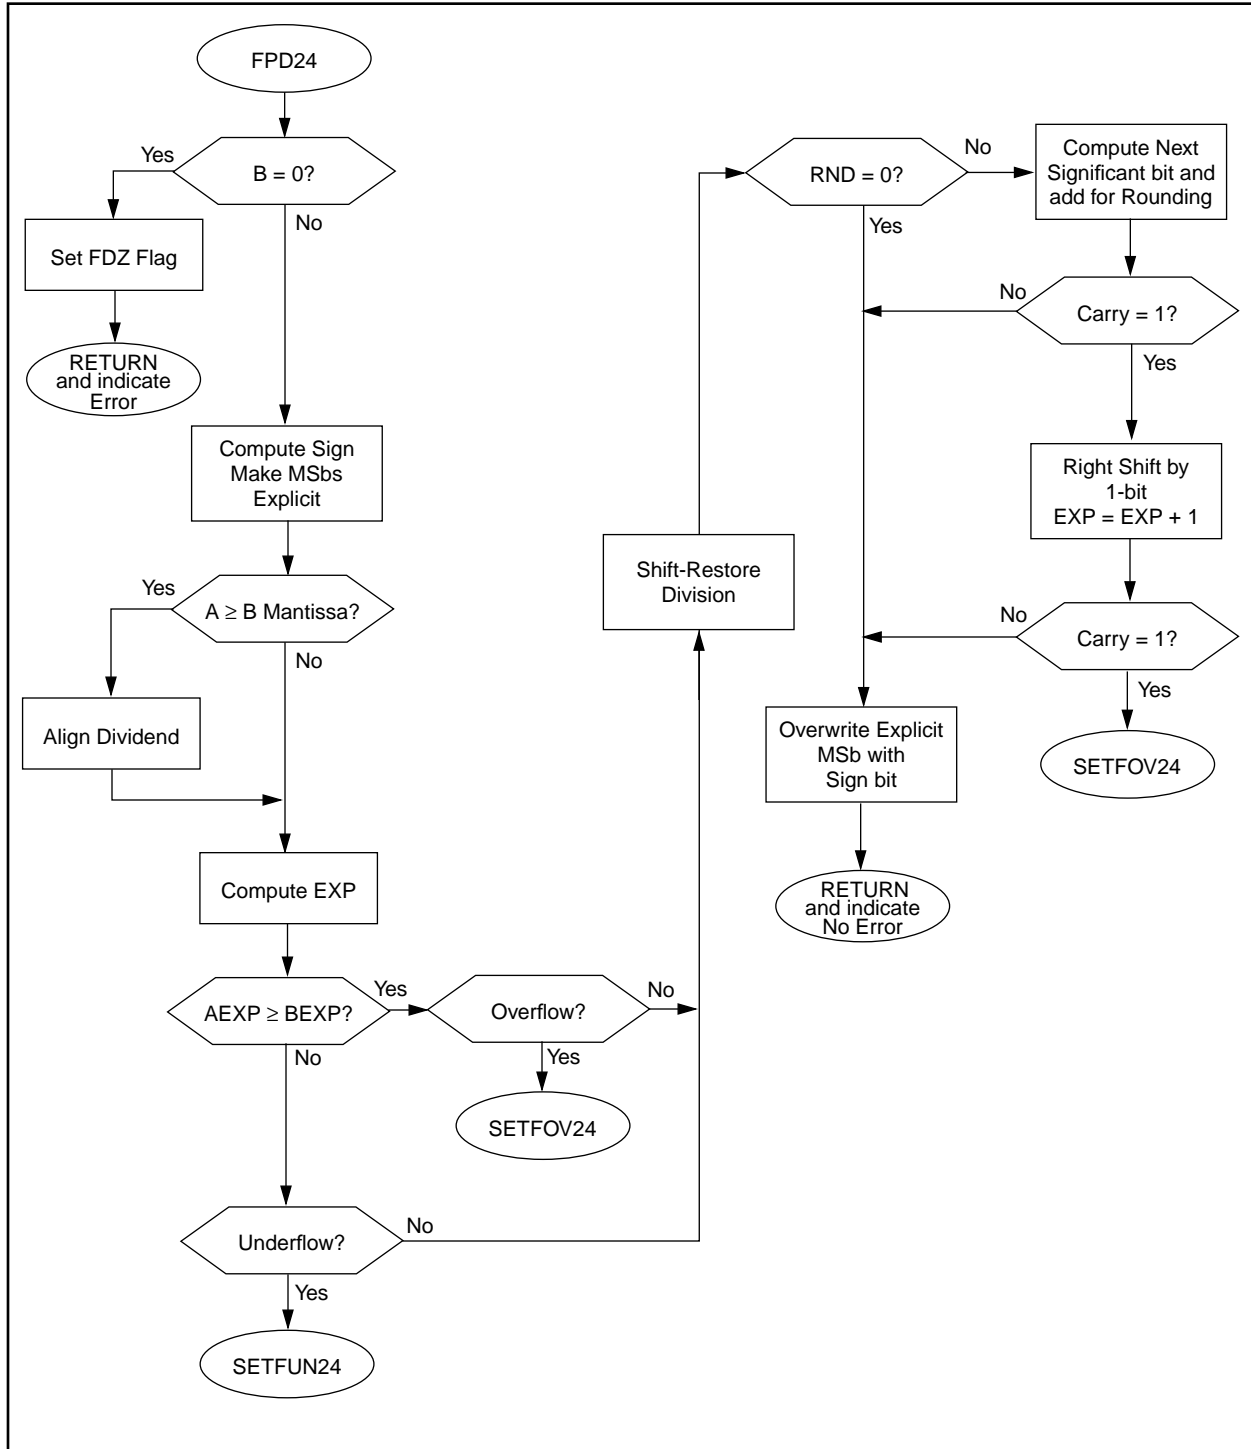 FPD24
Yes
B = 0?
No
Set FDZ Flag
RETURN
and indicate
Error
Compute Sign
Make MSbs
Explicit
Yes
A ≥ B Mantissa?
No
Align Dividend
Compute EXP
AEXP ≥ BEXP?
Yes
No
Overflow?
No
Yes
SETFOV24
Underflow?
No
Yes
SETFUN24
Shift-Restore
Division
RND = 0?
No
Yes
Compute Next
Significant bit and
add for Rounding
No
Carry = 1?
Yes
Right Shift by
1-bit
EXP = EXP + 1
No
Carry = 1?
Yes
SETFOV24
Overwrite Explicit
MSb with
Sign bit
RETURN
and indicate
No Error